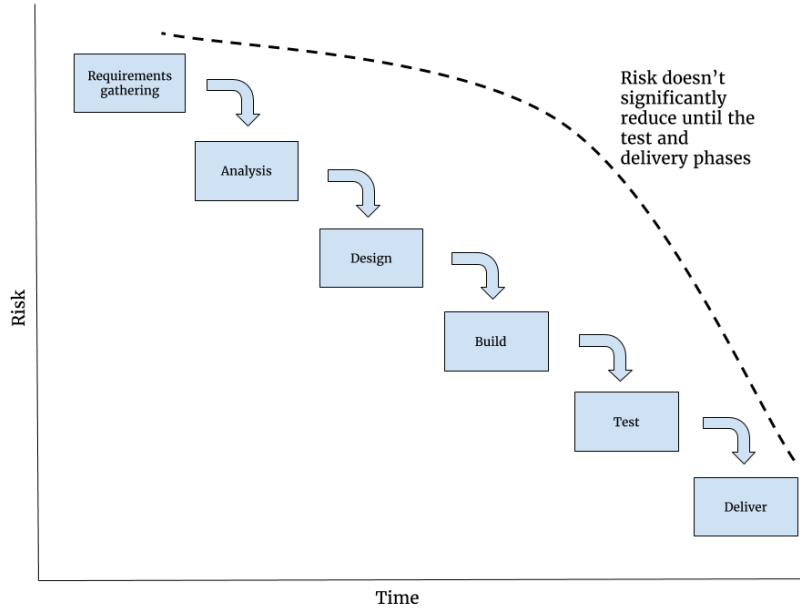 Requirements
gathering
Risk doesn’t
significantly
reduce until the
test and
delivery phases
Analysis
Design
Risk
Build
Test
Deliver
Time